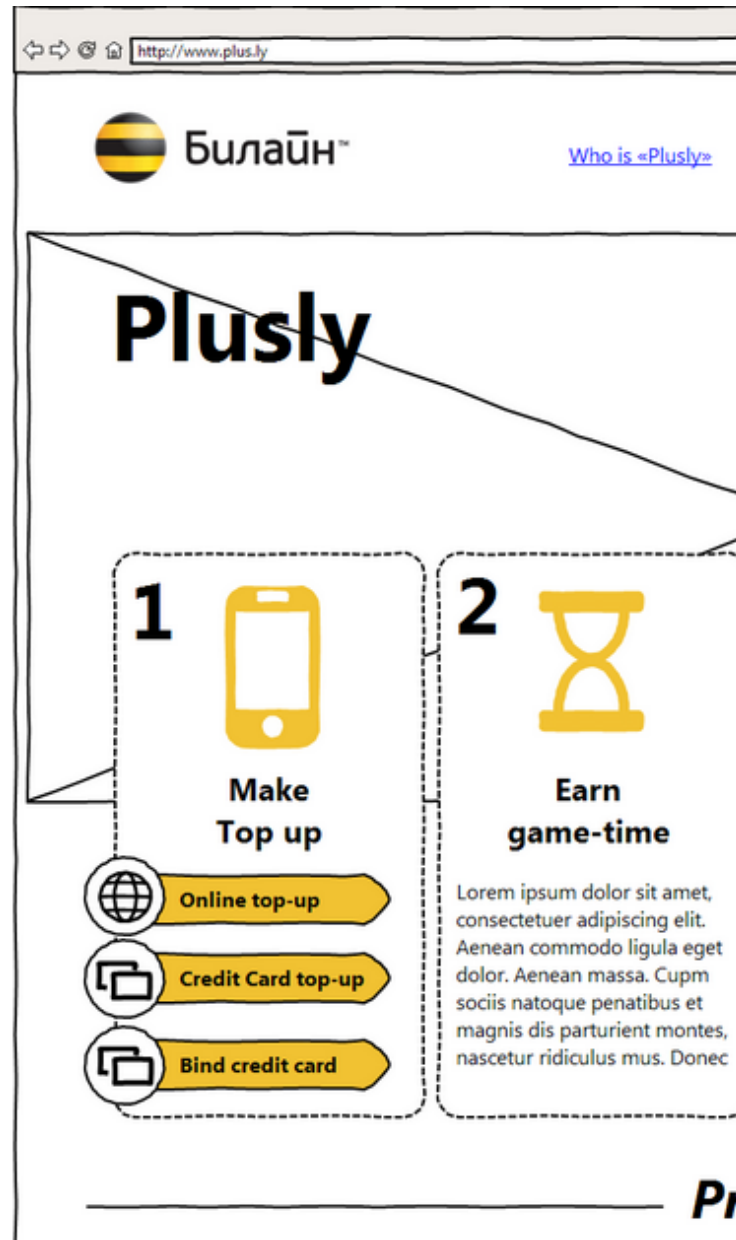 http://www.plus.ly
Билайн™
Who is «Plusly»
Plusly
1
Make
Top up
Online top-up
Credit Card top-up
Bind credit card
2
Earn
game-time
Lorem ipsum dolor sit amet,
consectetuer adipiscing elit.
Aenean commodo ligula eget
dolor. Aenean massa. Cupm
sociis natoque penatibus et
magnis dis parturient montes,
nascetur ridiculus mus. Donec